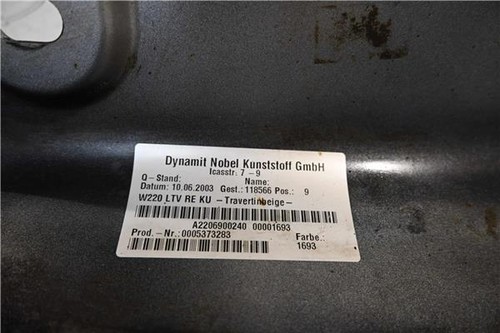 Dynamit Nobel Kunststoff GmbH
Icasstr: 7 -9
Q-Stand: Name:
Datum: 10.06.2003 Gest.: 118566 Pos.: 9
W220 LTV RE KU -Travertinbeige-
A2206900240 00001693
Prod.-Nr.:0005373283 Farbe.:
1693